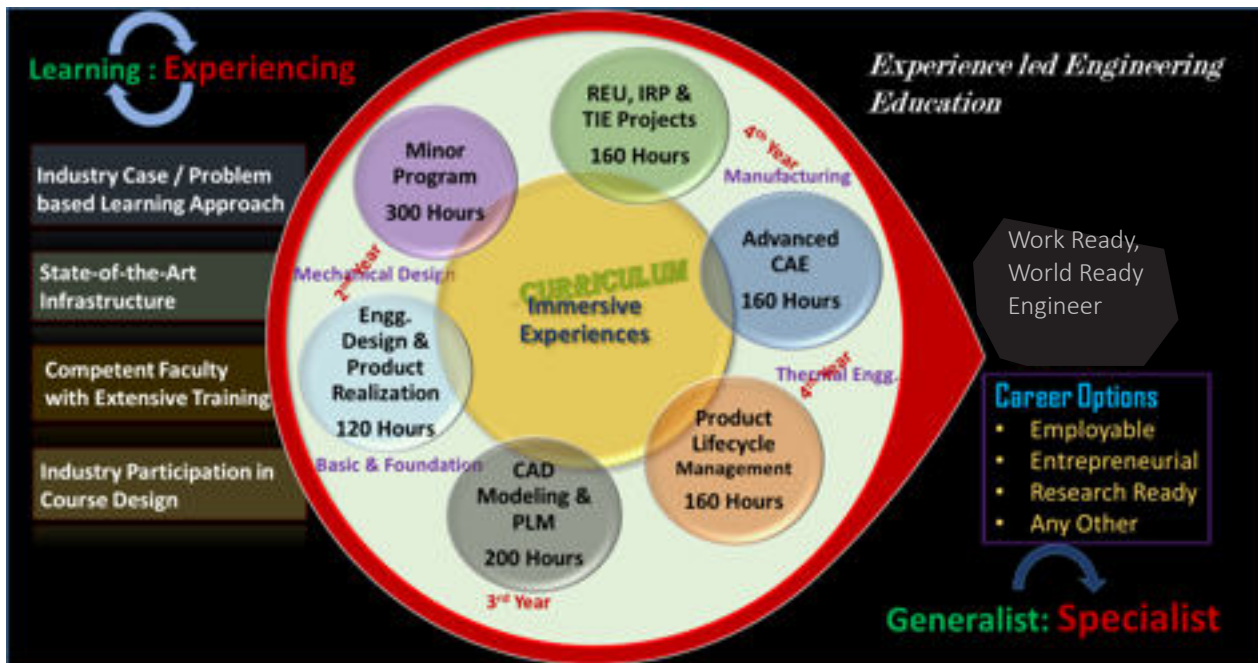 Learning : Experiencing
Industry Case / Problem
based Learning Approach
State-of-the-Art
Infrastructure
Competent Faculty
with Extensive Training
Industry Participation in
Course Design
REU, IRP &
TIE Projects
160 Hours
4th Year
Manufacturing
Minor
Program
300 Hours
2nd Year
Mechanical Design
Advanced
CAE
160 Hours
CURRICULUM
Immersive
Experiences
Engg.
Design &
Product
Realization
120 Hours
4th Year
Thermal Engg.
Product
Lifecycle
Management
160 Hours
Basic & Foundation
CAD
Modeling &
PLM
200 Hours
3rd Year
Experience led Engineering
Education
Work Ready,
World Ready
Engineer
Career Options
• Employable
• Entrepreneurial
• Research Ready
• Any Other
Generalist: Specialist